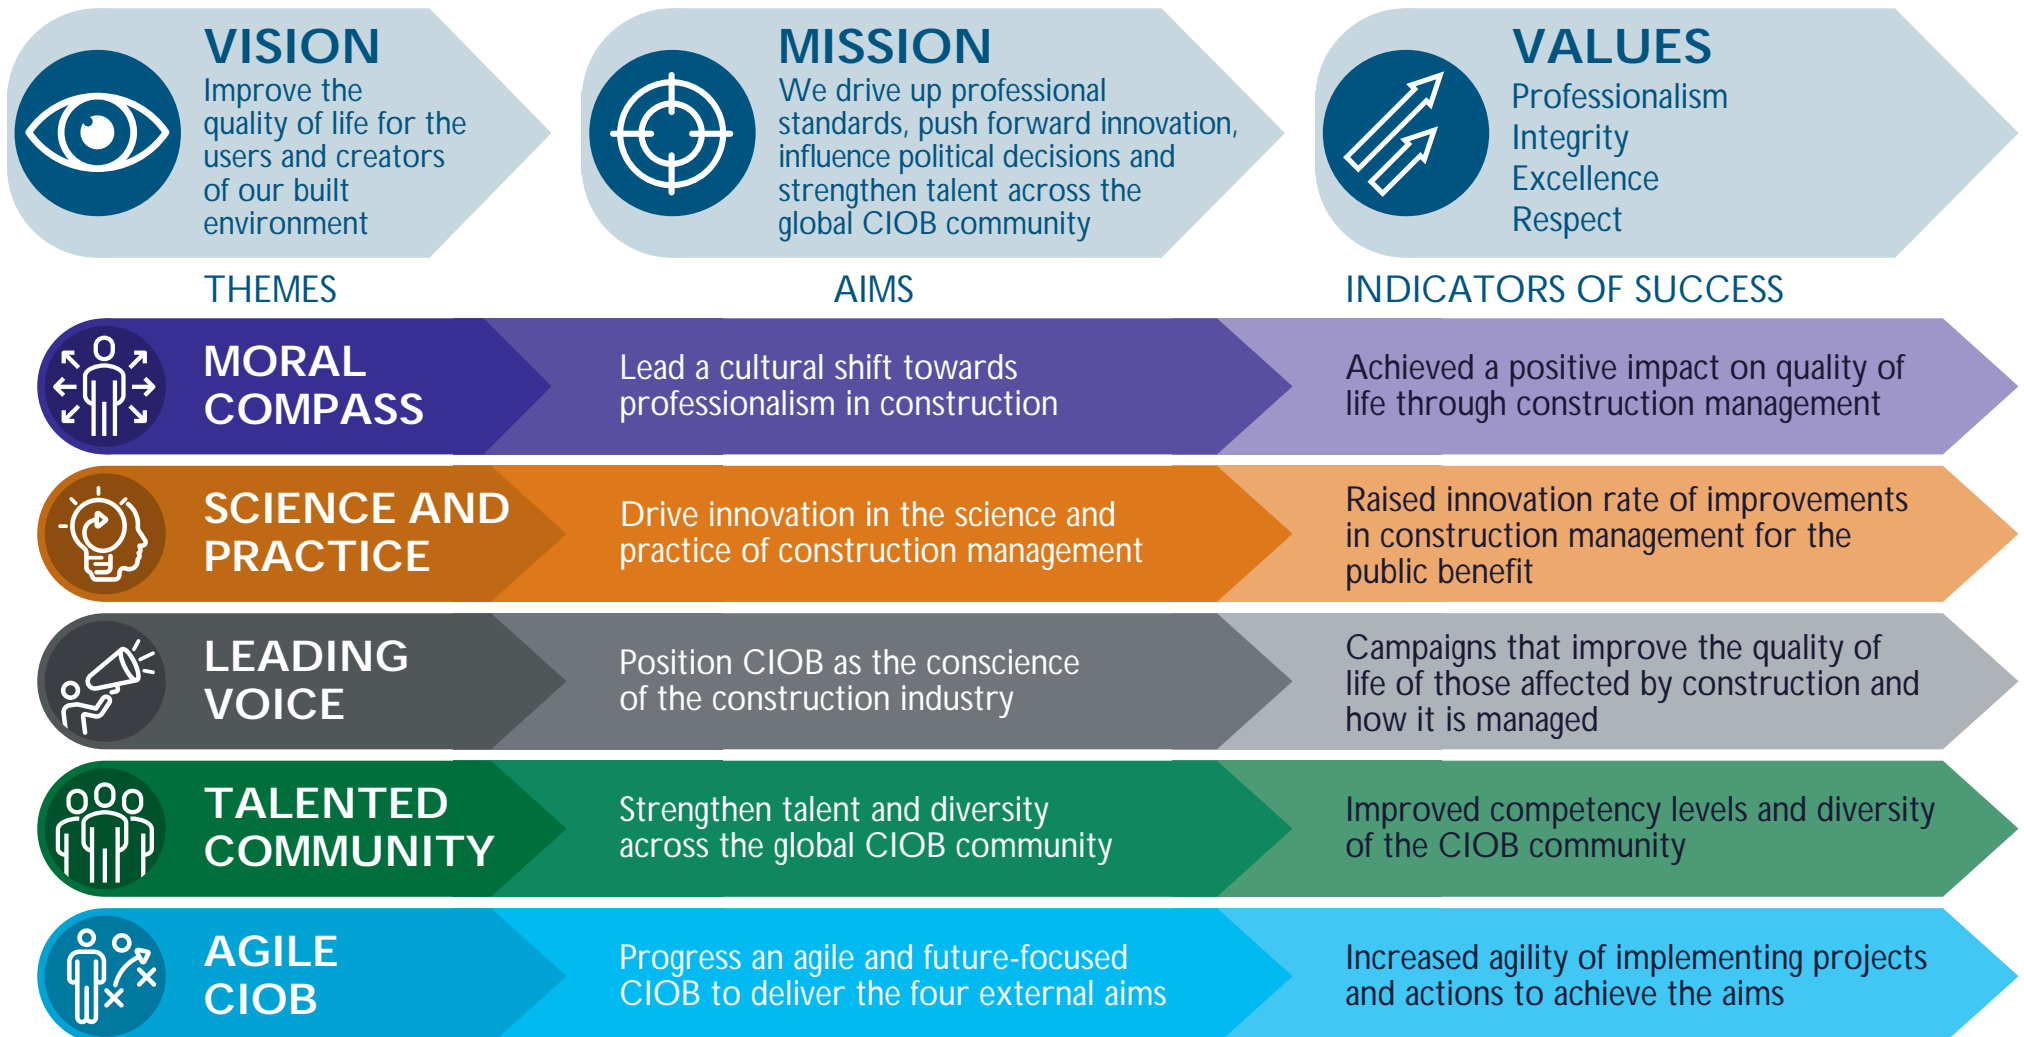 VISION
Improve the
quality of life for the
users and creators
of our built
environment
MISSION
We drive up professional
standards, push forward innovation,
influence political decisions and
strengthen talent across the
global CIOB community
VALUES
Professionalism
Integrity
Excellence
Respect
THEMES
AIMS
INDICATORS OF SUCCESS
MORAL
COMPASS
Lead a cultural shift towards
professionalism in construction
Achieved a positive impact on quality of
life through construction management
SCIENCE AND
PRACTICE
Drive innovation in the science and
practice of construction management
Raised innovation rate of improvements
in construction management for the
public benefit
LEADING
VOICE
Position CIOB as the conscience
of the construction industry
Campaigns that improve the quality of
life of those affected by construction and
how it is managed
TALENTED
COMMUNITY
Strengthen talent and diversity
across the global CIOB community
Improved competency levels and diversity
of the CIOB community
AGILE
CIOB
Progress an agile and future-focused
CIOB to deliver the four external aims
Increased agility of implementing projects
and actions to achieve the aims